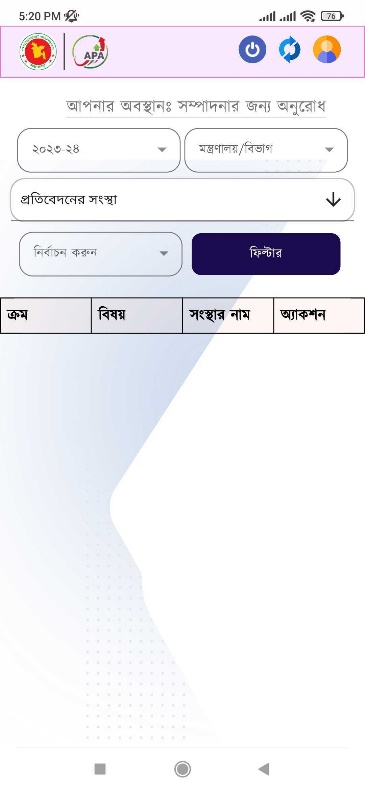 5:20 PM
76
APA
আপনার অবস্থানঃ সম্পাদনার জন্য অনুরোধ
২০২৩-২৪ মন্ত্রণালয়/বিভাগ
প্রতিবেদনের সংস্থা
নির্বাচন করুন ফিল্টার
ক্রম বিষয় সংস্থার নাম অ্যাকশন